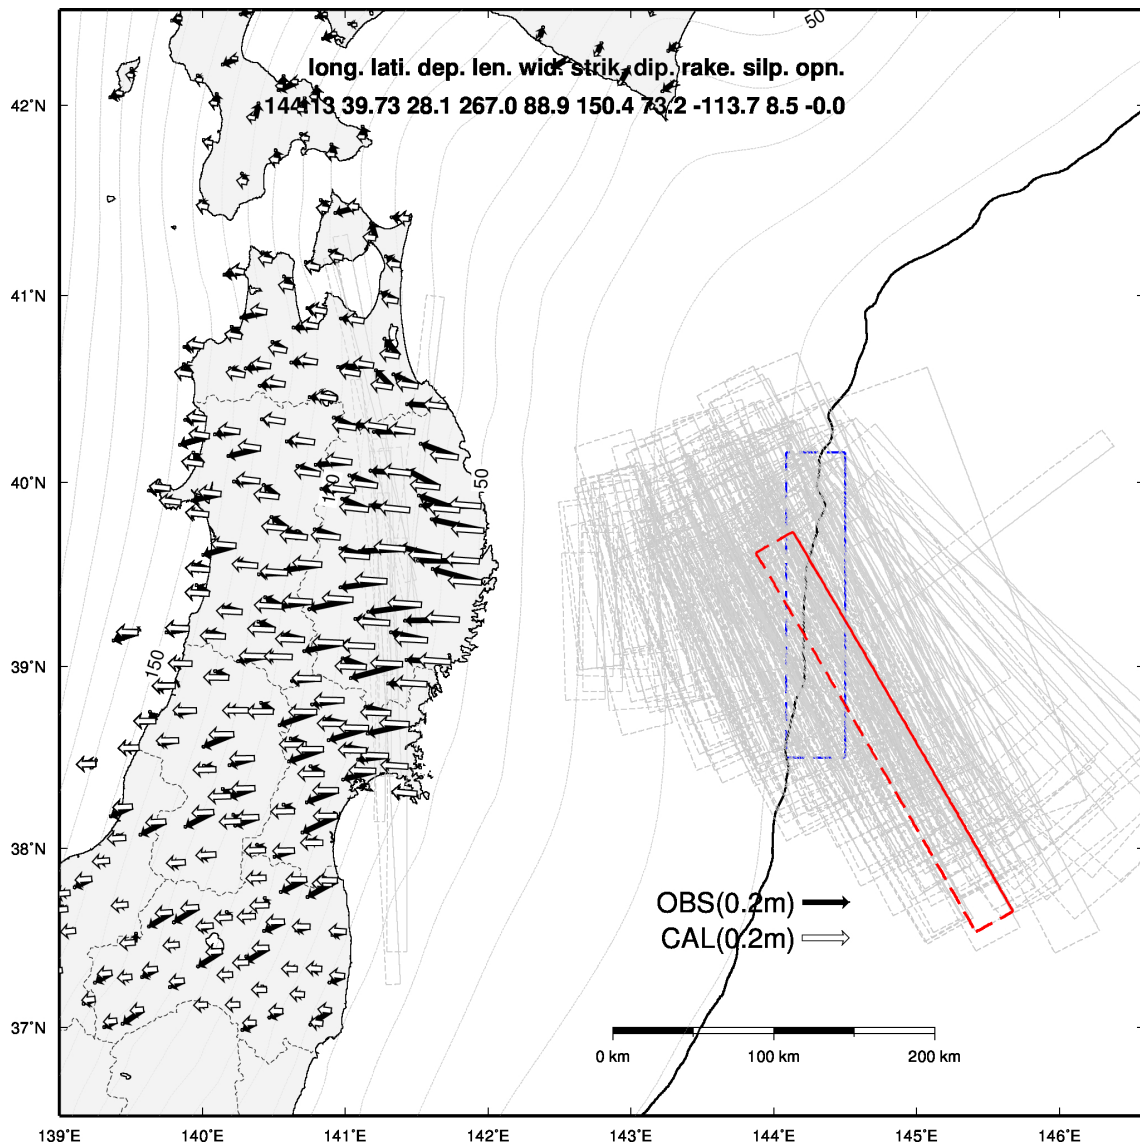 50
long. lati. dep. len. wid. strik. dip. rake. silp. opn.
42°N
144.13 39.73 28.1 267.0 88.9 150.4 73.2 -113.7 8.5 -0.0
41°N
40°N
50
39°N
150
38°N
OBS(0.2m)
CAL(0.2m)
37°N
0 km 100 km 200 km
139°E 140°E 141°E 142°E 143°E 144°E 145°E 146°E